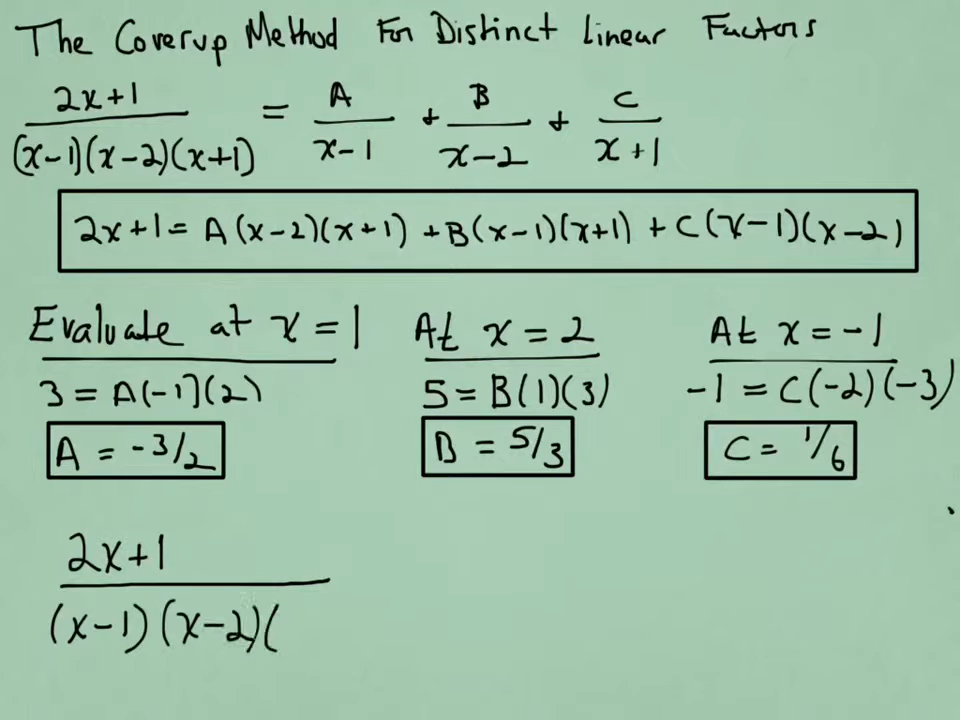 The Coverup Method For Distinct Linear Factors
2x+1 / (x-1)(x-2)(x+1) = A / x-1 + B / x-2 + C / x+1
2x+1 = A(x-2)(x+1) + B(x-1)(x+1) + C(x-1)(x-2)
Evaluate at x = 1 At x = 2 At x = -1
3 = A(-1)(2) 5 = B(1)(3) -1 = C(-2)(-3)
A = -3/2 B = 5/3 C = 1/6
2x+1
(x-1)(x-2)(